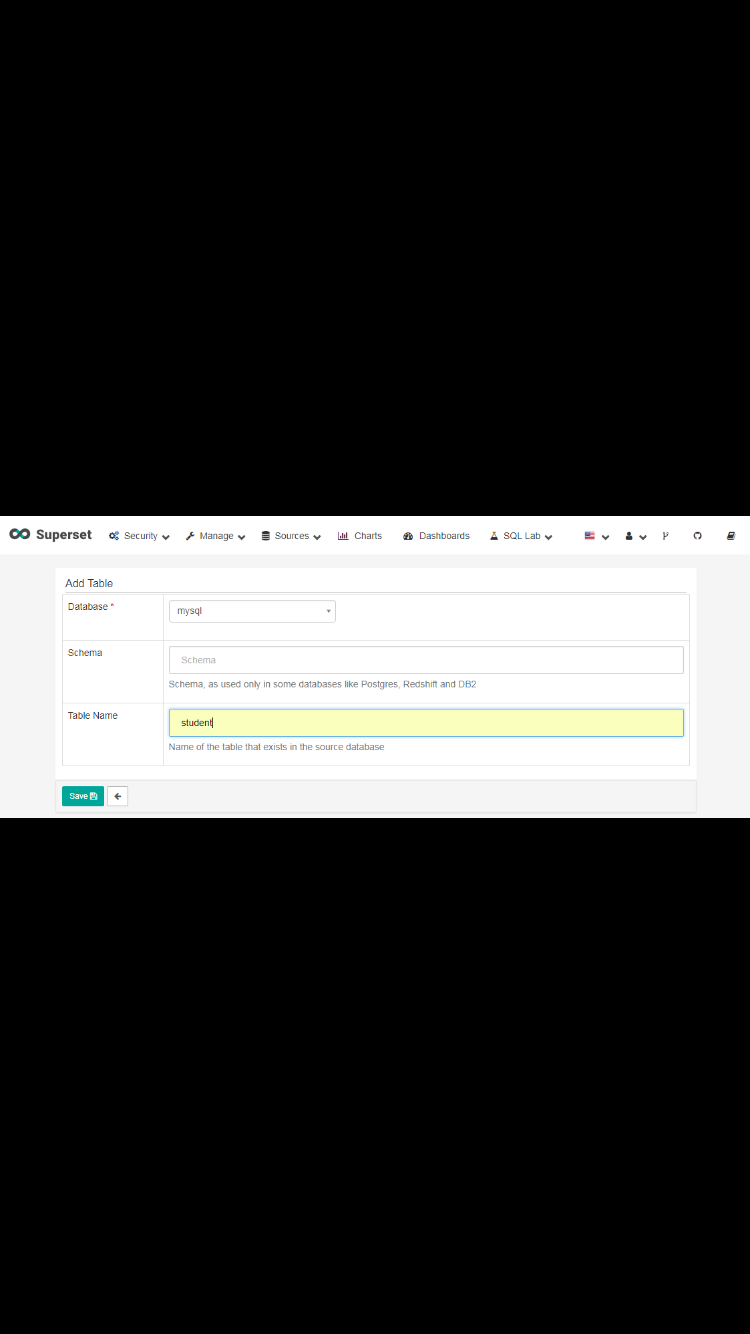 Superset Security Manage Sources Charts Dashboards SQL Lab
Add Table
Database * mysql
Schema Schema
Schema, as used only in some databases like Postgres, Redshift and DB2
Table Name student
Name of the table that exists in the source database
Save